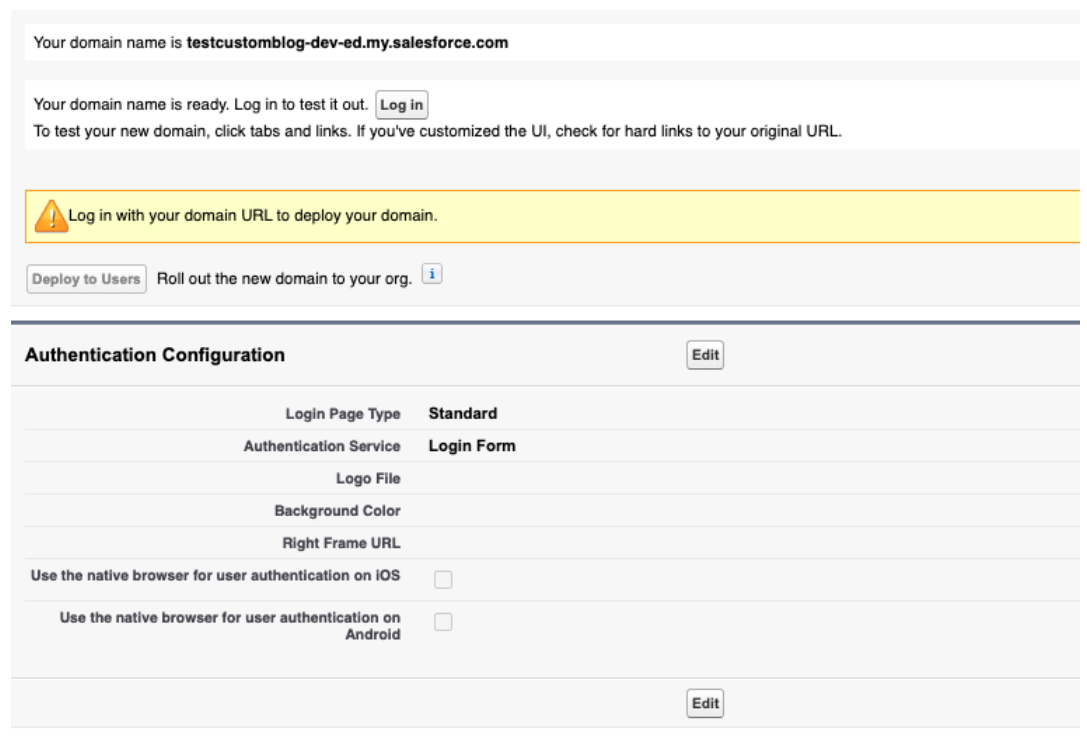 Your domain name is testcustomblog-dev-ed.my.salesforce.com
Your domain name is ready. Log in to test it out. Log in
To test your new domain, click tabs and links. If you've customized the UI, check for hard links to your original URL.
Log in with your domain URL to deploy your domain.
Deploy to Users Roll out the new domain to your org. i
Authentication Configuration Edit
Login Page Type Standard
Authentication Service Login Form
Logo File
Background Color
Right Frame URL
Use the native browser for user authentication on iOS
Use the native browser for user authentication on
Android
Edit